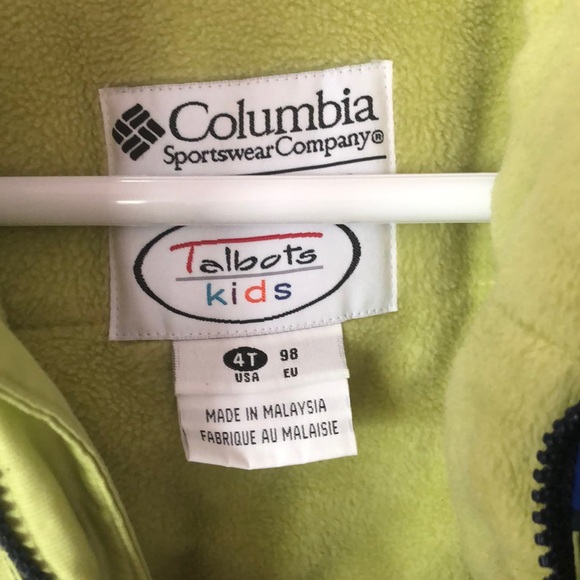 Columbia
Sportswear Company®
Talbots
kids
4T 98
USA EU
MADE IN MALAYSIA
FABRIQUE AU MALAISIE